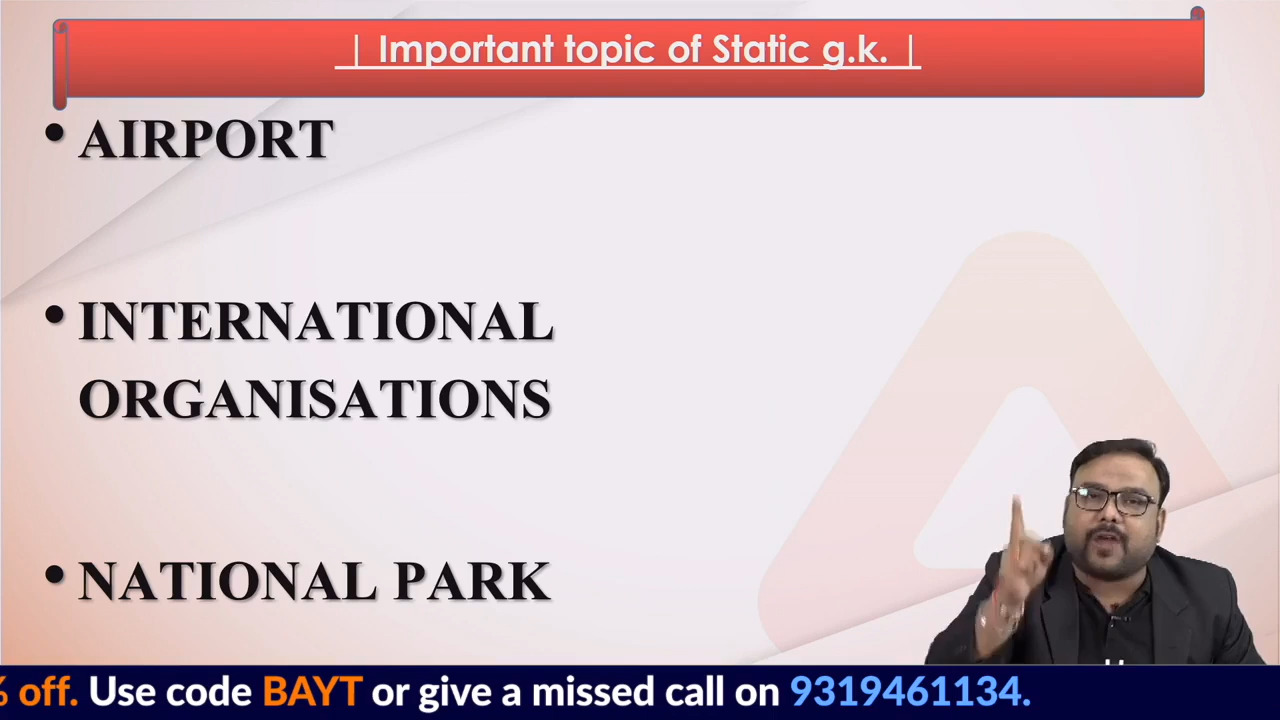 | Important topic of Static g.k. |
• AIRPORT
• INTERNATIONAL
ORGANISATIONS
• NATIONAL PARK
% off. Use code BAYT or give a missed call on 9319461134.